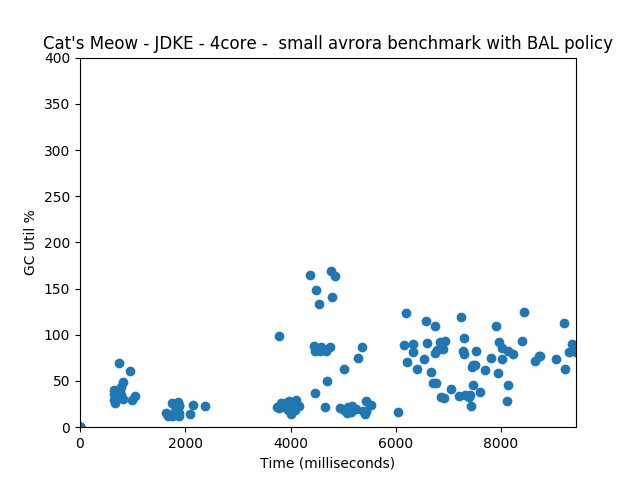 Cat's Meow - JDKE - 4core -  small avrora benchmark with BAL policy
400
350
300
250
200
150
100
50
0
GC Util %
0 2000 4000 6000 8000
Time (milliseconds)